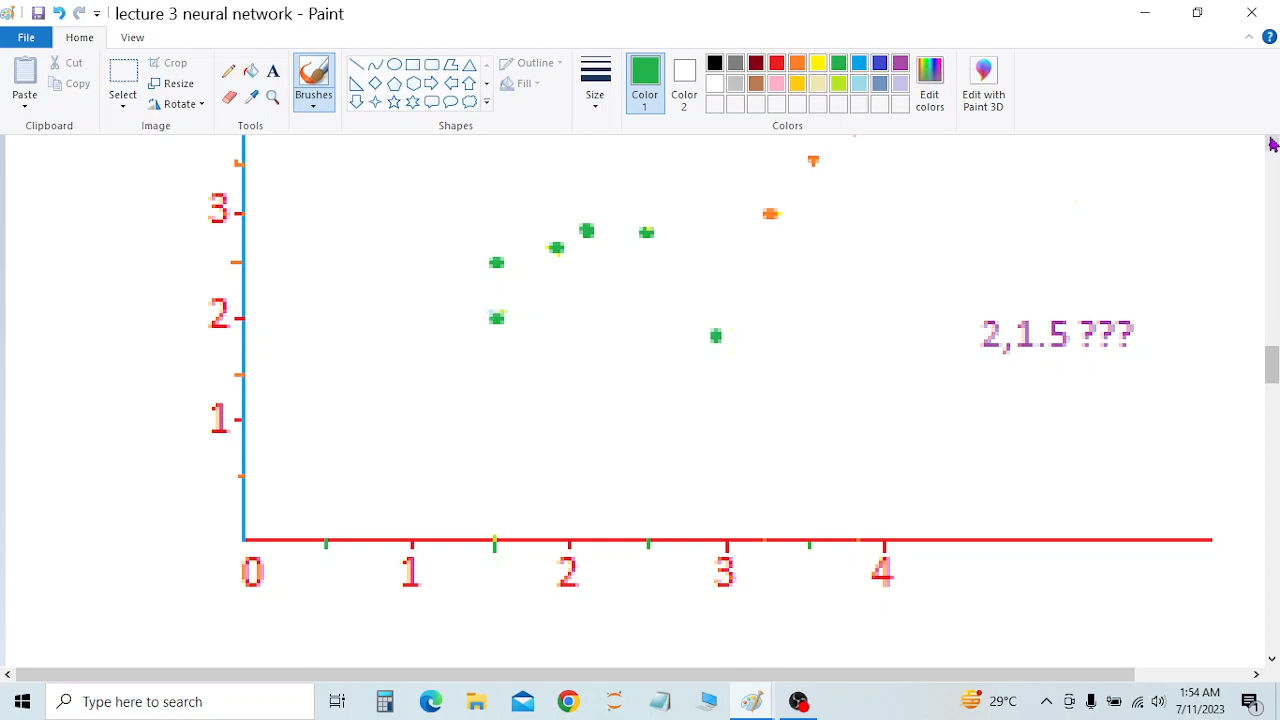 lecture 3 neural network - Paint
File Home View
Paste Cut Copy
Clipboard
Select Crop Resize Rotate
Image
Tools
Brushes
Shapes
Outline Fill
Size
Color 1
Color 2
Edit colors
Colors
Edit with Paint 3D
3
2
1
2,1.5 ???
0 1 2 3 4
Type here to search
29°C
1:54 AM
7/11/2023
1